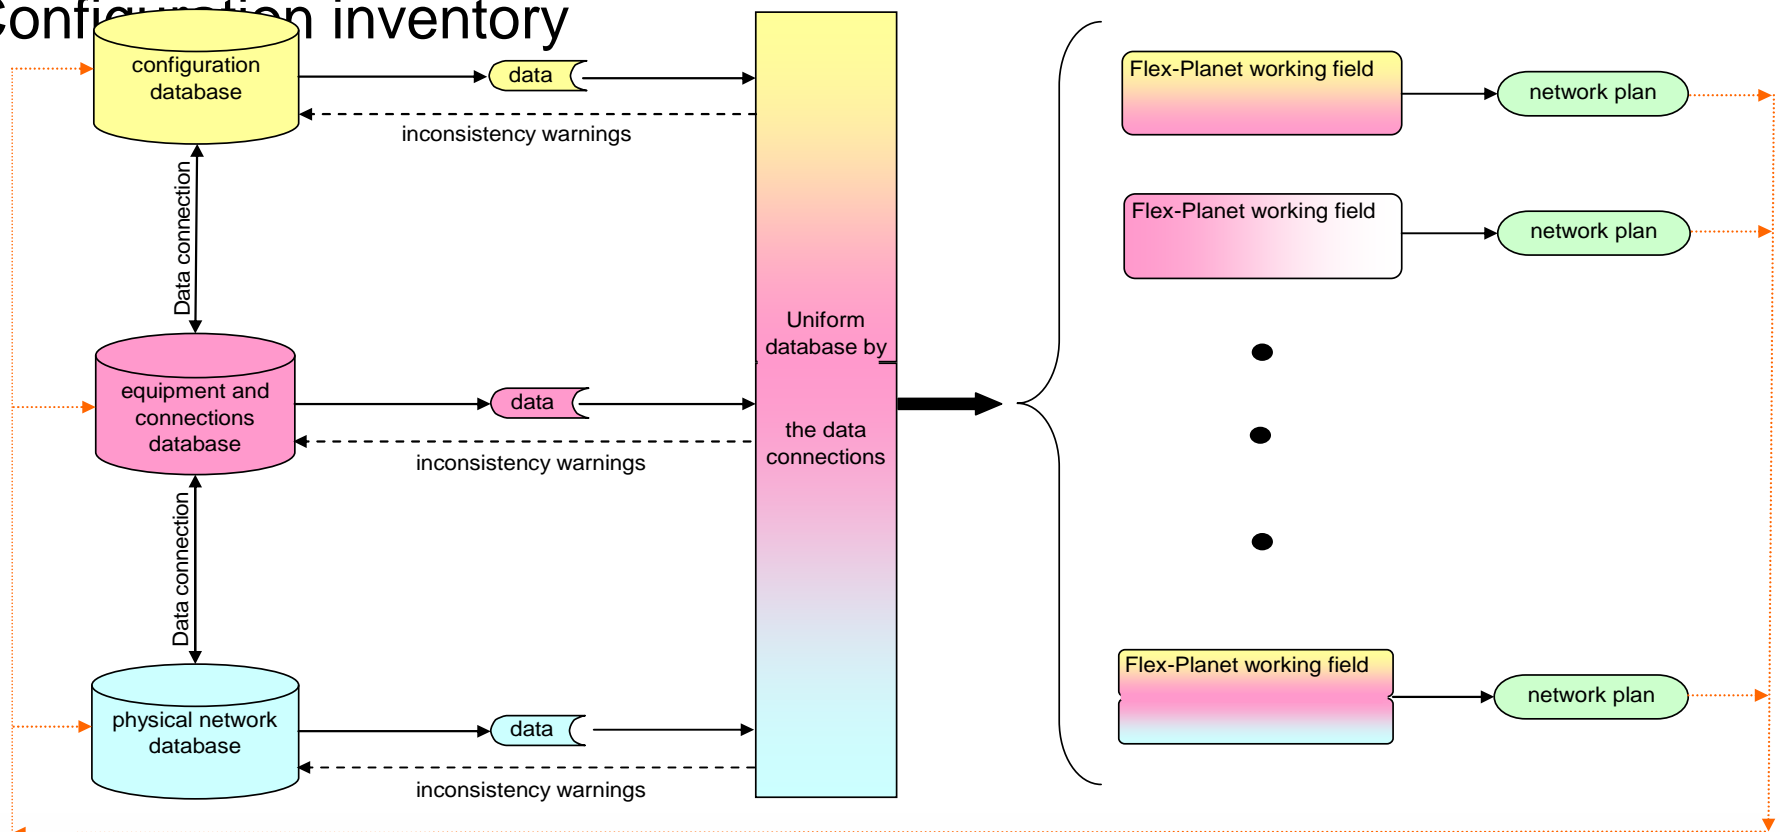 Configuration inventory
configuration
database
data
inconsistency warnings
Data connection
equipment and
connections
database
data
inconsistency warnings
Data connection
physical network
database
data
inconsistency warnings
Uniform
database by
the data
connections
Flex-Planet working field
network plan
Flex-Planet working field
network plan
Flex-Planet working field
network plan